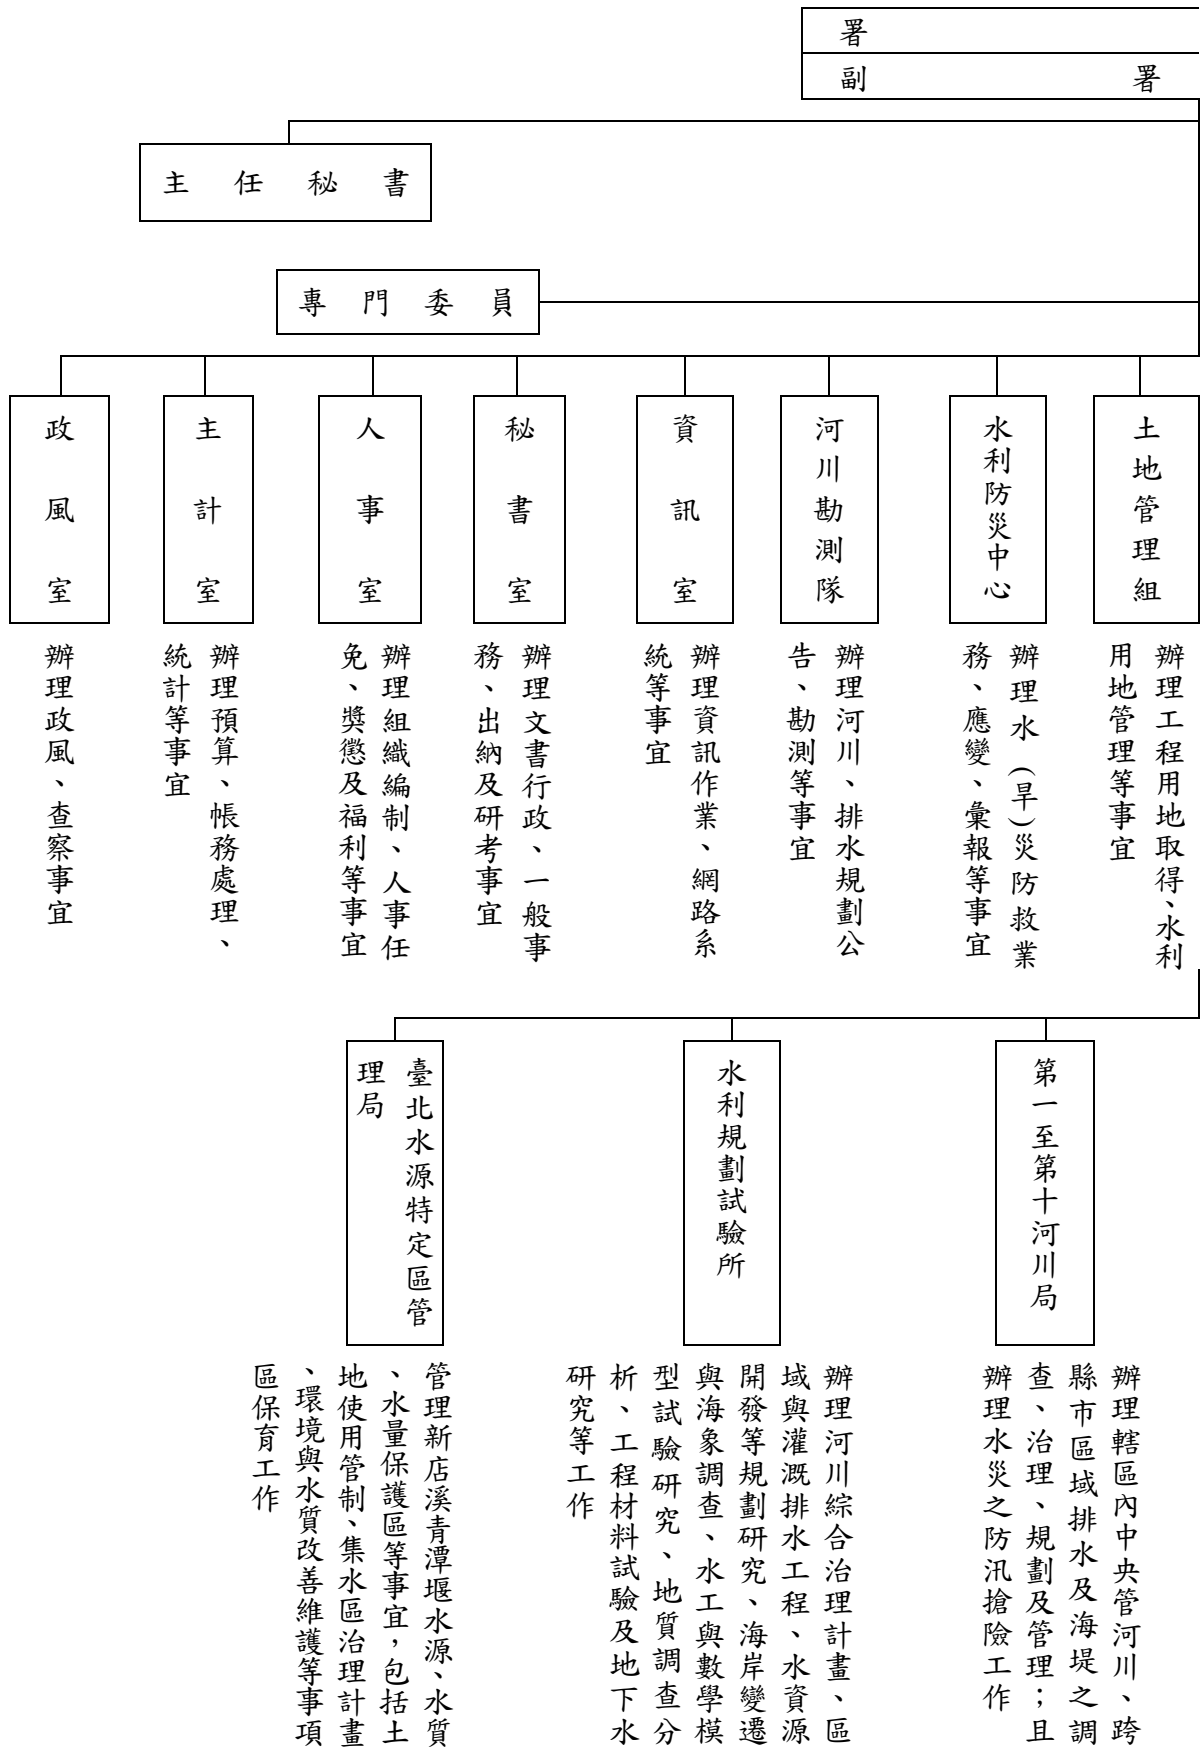 署
副 署
主任秘書
專門委員
土地管理組
辦理工程用地取得、水利
用地管理等事宜
水利防災中心
辦理水(旱)災防救業
務、應變、彙報等事宜
河川勘測隊
辦理河川、排水規劃公
告、勘測等事宜
資訊室
辦理資訊作業、網路系
統等事宜
秘書室
辦理文書行政、一般事
務、出納及研考事宜
人事室
辦理組織編制、人事任
免、獎懲及福利等事宜
主計室
辦理預算、帳務處理、
統計等事宜
政風室
辦理政風、查察事宜
第一至第十河川局
辦理轄區內中央管河川、跨
縣市區域排水及海堤之調
查、治理、規劃及管理；且
辦理水災之防汛搶險工作
水利規劃試驗所
辦理河川綜合治理計畫、區
域與灌溉排水工程、水資源
開發等規劃研究、海岸變遷
與海象調查、水工與數學模
型試驗研究、地質調查分
析、工程材料試驗及地下水
研究等工作
臺北水源特定區管
理局
管理新店溪青潭堰水源、水質
、水量保護區等事宜，包括土
地使用管制、集水區治理計畫
、環境與水質改善維護等事項
區保育工作